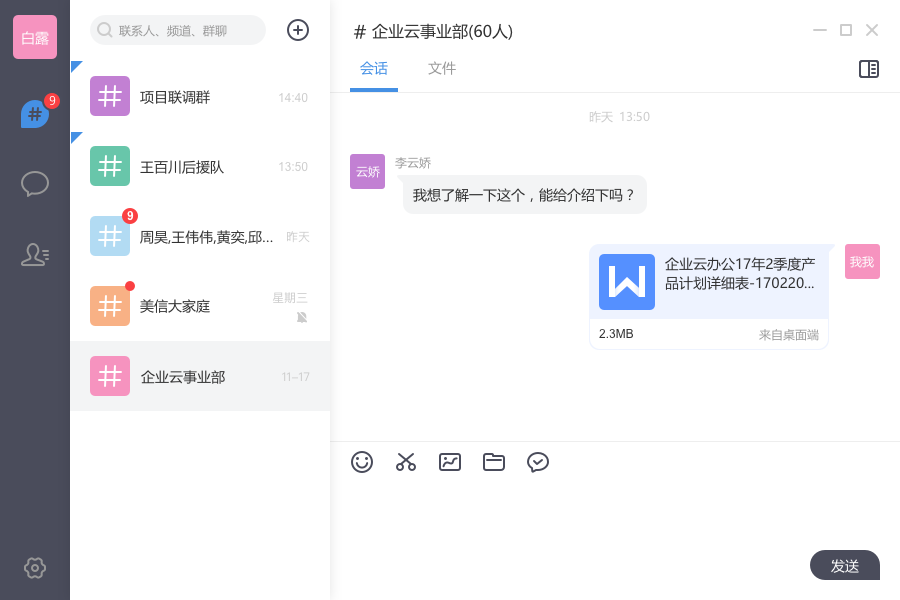 白露
9
#
联系人、频道、群聊
项目联调群
14:40
王百川后援队
13:50
9
周昊,王伟伟,黄奕,邱...
昨天
美信大家庭
星期三
企业云事业部
11-17
# 企业云事业部(60人)
会话
文件
昨天 13:50
云娇
李云娇
我想了解一下这个，能给介绍下吗？
我我
W
企业云办公17年2季度产
品计划详细表-170220...
2.3MB
来自桌面端
发送